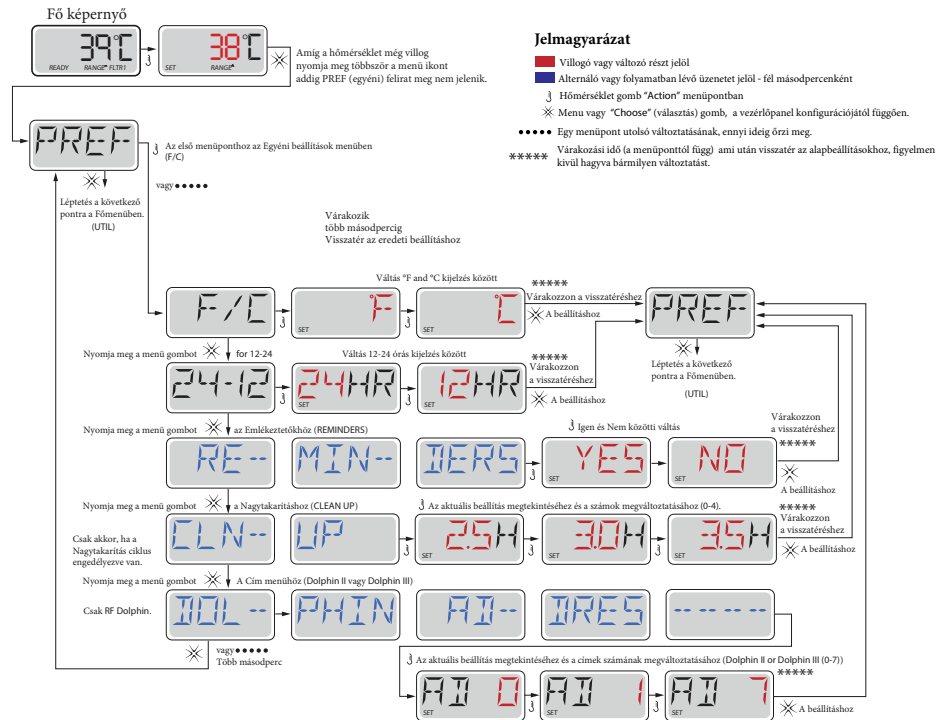 Fő képernyő
39°C
READY RANGE FLTR1
38°C
SET RANGE
Amíg a hőmérséklet még villog
nyomja meg többször a menü ikont
addig PREF (egyéni) felirat meg nem jelenik.
Jelmagyarázat
Villogó vagy változó részt jelöl
Alternáló vagy folyamatban lévő üzenetet jelöl - fél másodpercenként
Hőmérséklet gomb "Action" menüpontban
Menu vagy "Choose" (választás) gomb, a vezérlőpanel konfigurációjától függően.
••••• Egy menüpont utolsó változtatásának, ennyi ideig őrzi meg.
***** Várakozási idő (a menüponttól függ) ami után visszatér az alapbeállításokhoz, figyelmen
kivül hagyva bármilyen változtatást.
PREF
Az első menüponthoz az Egyéni beállítások menüben
(F/C)
vagy •••••
Léptetés a következő
pontra a Főmenüben.
(UTIL)
Várakozik
több másodpercig
Visszatér az eredeti beállításhoz
Váltás °F and °C kijelzés között
F/C
°F
SET
°C
SET
*****
Várakozzon a visszatéréshez
A beállításhoz
PREF
Léptetés a következő
pontra a Főmenüben.
(UTIL)
Nyomja meg a menü gombot for 12-24
Váltás 12-24 órás kijelzés között
24-12
24HR
SET
12HR
SET
*****
Várakozzon
a visszatéréshez
A beállításhoz
Nyomja meg a menü gombot az Emlékeztetőkhöz (REMINDERS)
Igen és Nem közötti váltás
RE-- MIN-- DERS
YES
SET
NO
SET
Várakozzon
a visszatéréshez
*****
A beállításhoz
Nyomja meg a menü gombot a Nagytakarításhoz (CLEAN UP)
Az aktuális beállítás megtekintéséhez és a számok megváltoztatásához (0-4).
Csak akkor, ha a
Nagytakarítás ciklus
engedélyezve van.
CLN-- UP
2.5H
SET
3.0H
SET
3.5H
SET
*****
Várakozzon
a visszatéréshez
A beállításhoz
Nyomja meg a menü gombot A Cím menühöz (Dolphin II vagy Dolphin III)
Csak RF Dolphin.
DOL-- PHIN AD-- DRES -----
vagy •••••
Több másodperc
Az aktuális beállítás megtekintéséhez és a címek számának megváltoztatásához (Dolphin II or Dolphin III (0-7))
AD 0
SET
AD 1
SET
AD 7
SET
*****
A beállításhoz